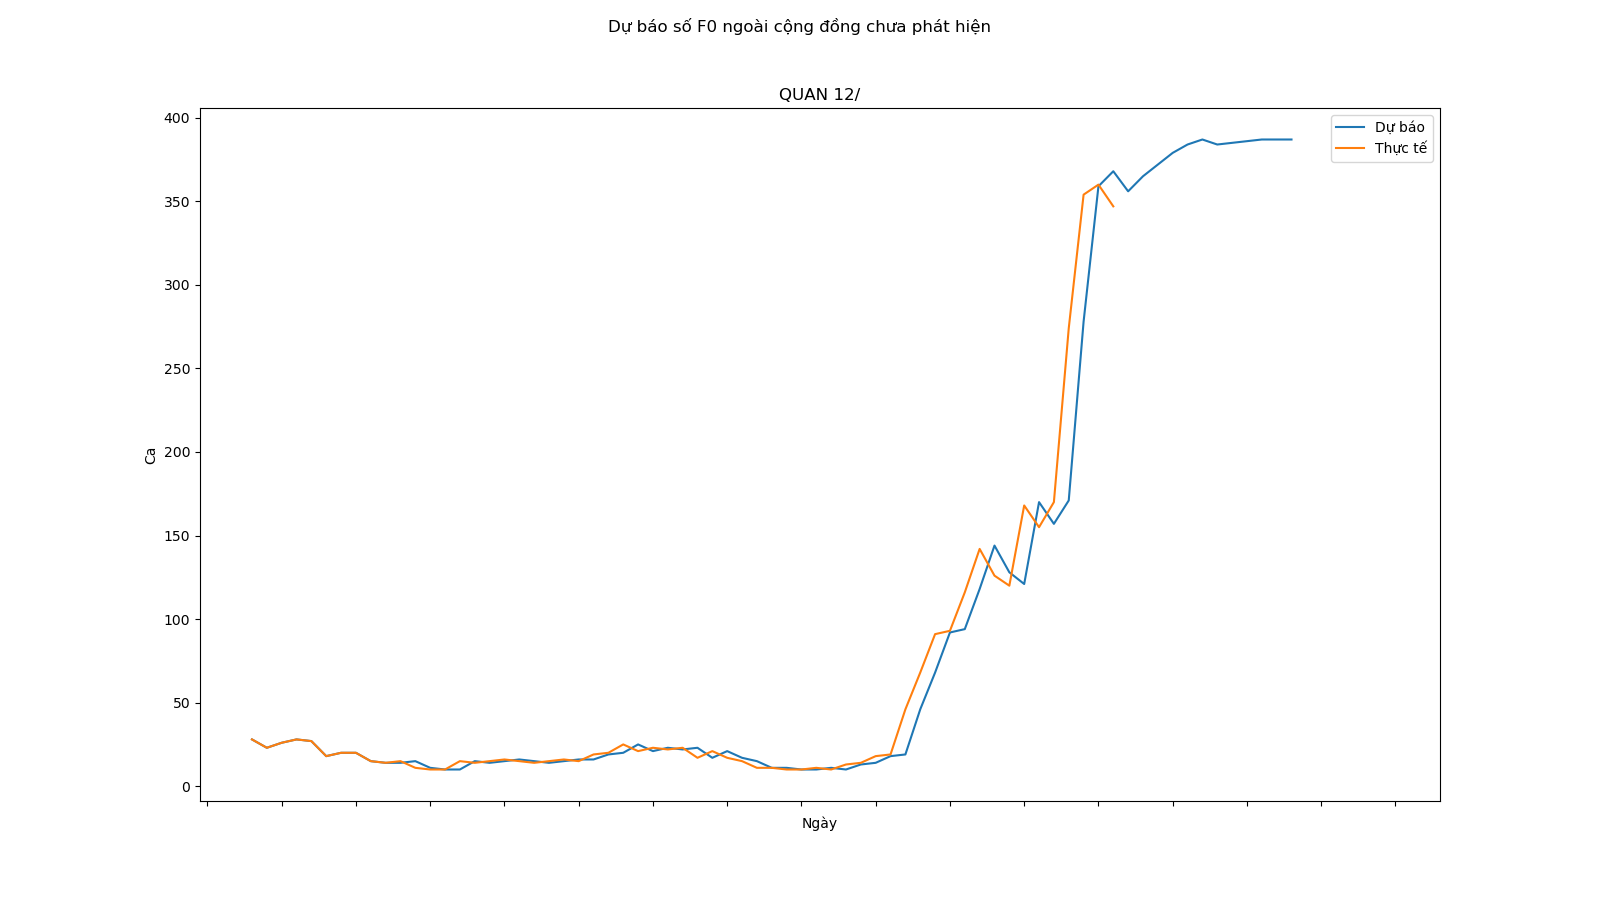 Dự báo số F0 ngoài cộng đồng chưa phát hiện
QUAN 12/
400
350
300
250
200
150
100
50
0
Ca
Ngày
Dự báo
Thực tế